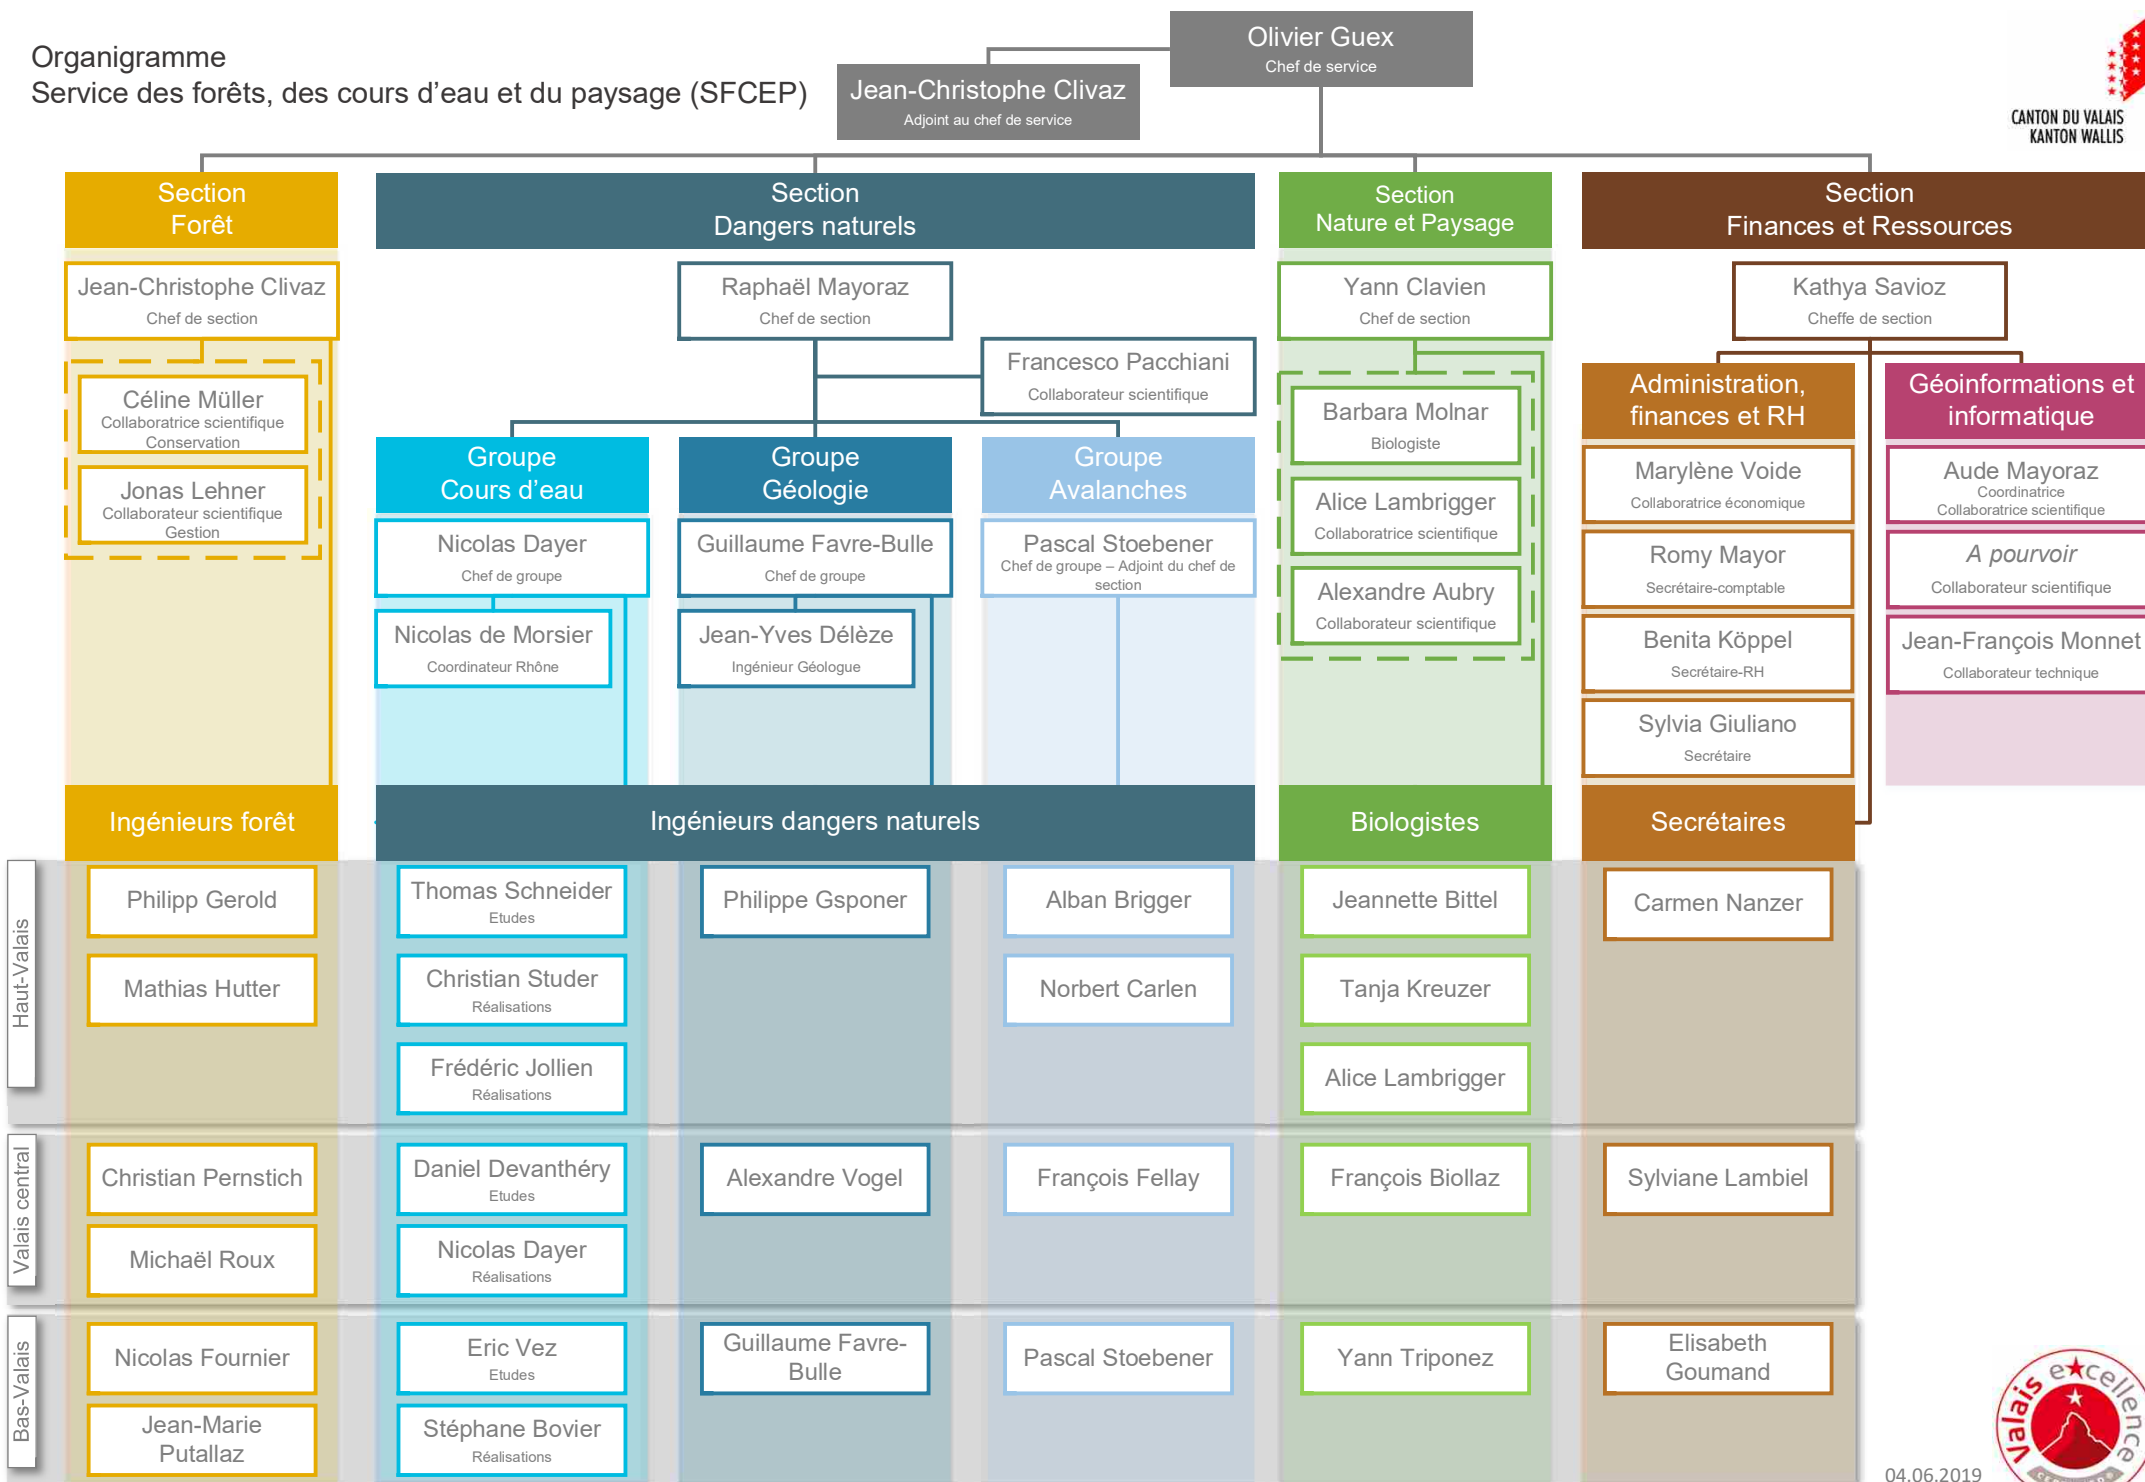 Organigramme
Service des forêts, des cours d'eau et du paysage (SFCEP)
Olivier Guex
Chef de service
Jean-Christophe Clivaz
Adjoint au chef de service
CANTON DU VALAIS
KANTON WALLIS
Section
Forêt
Section
Dangers naturels
Section
Nature et Paysage
Section
Finances et Ressources
Jean-Christophe Clivaz
Chef de section
Raphaël Mayoraz
Chef de section
Yann Clavien
Chef de section
Kathya Savioz
Cheffe de section
Francesco Pacchiani
Collaborateur scientifique
Céline Müller
Collaboratrice scientifique
Conservation
Jonas Lehner
Collaborateur scientifique
Gestion
Groupe
Cours d'eau
Groupe
Géologie
Groupe
Avalanches
Nicolas Dayer
Chef de groupe
Guillaume Favre-Bulle
Chef de groupe
Pascal Stoebener
Chef de groupe – Adjoint du chef de
section
Nicolas de Morsier
Coordinateur Rhône
Jean-Yves Délèze
Ingénieur Géologue
Barbara Molnar
Biologiste
Alice Lambrigger
Collaboratrice scientifique
Alexandre Aubry
Collaborateur scientifique
Administration,
finances et RH
Marylène Voide
Collaboratrice économique
Romy Mayor
Secrétaire-comptable
Benita Köppel
Secrétaire-RH
Sylvia Giuliano
Secrétaire
Géoinformations et
informatique
Aude Mayoraz
Coordinatrice
Collaboratrice scientifique
A pourvoir
Collaborateur scientifique
Jean-François Monnet
Collaborateur technique
Ingénieurs forêt
Ingénieurs dangers naturels
Biologistes
Secrétaires
Haut-Valais
Philipp Gerold
Thomas Schneider
Etudes
Philippe Gsponer
Alban Brigger
Jeannette Bittel
Carmen Nanzer
Mathias Hutter
Christian Studer
Réalisations
Norbert Carlen
Tanja Kreuzer
Frédéric Jollien
Réalisations
Alice Lambrigger
Valais central
Christian Pernstich
Daniel Devanthéry
Etudes
Alexandre Vogel
François Fellay
François Biollaz
Sylviane Lambiel
Michaël Roux
Nicolas Dayer
Réalisations
Bas-Valais
Nicolas Fournier
Eric Vez
Etudes
Guillaume Favre-
Bulle
Pascal Stoebener
Yann Triponez
Elisabeth
Goumand
Jean-Marie
Putallaz
Stéphane Bovier
Réalisations
04.06.2019
Valais excellence